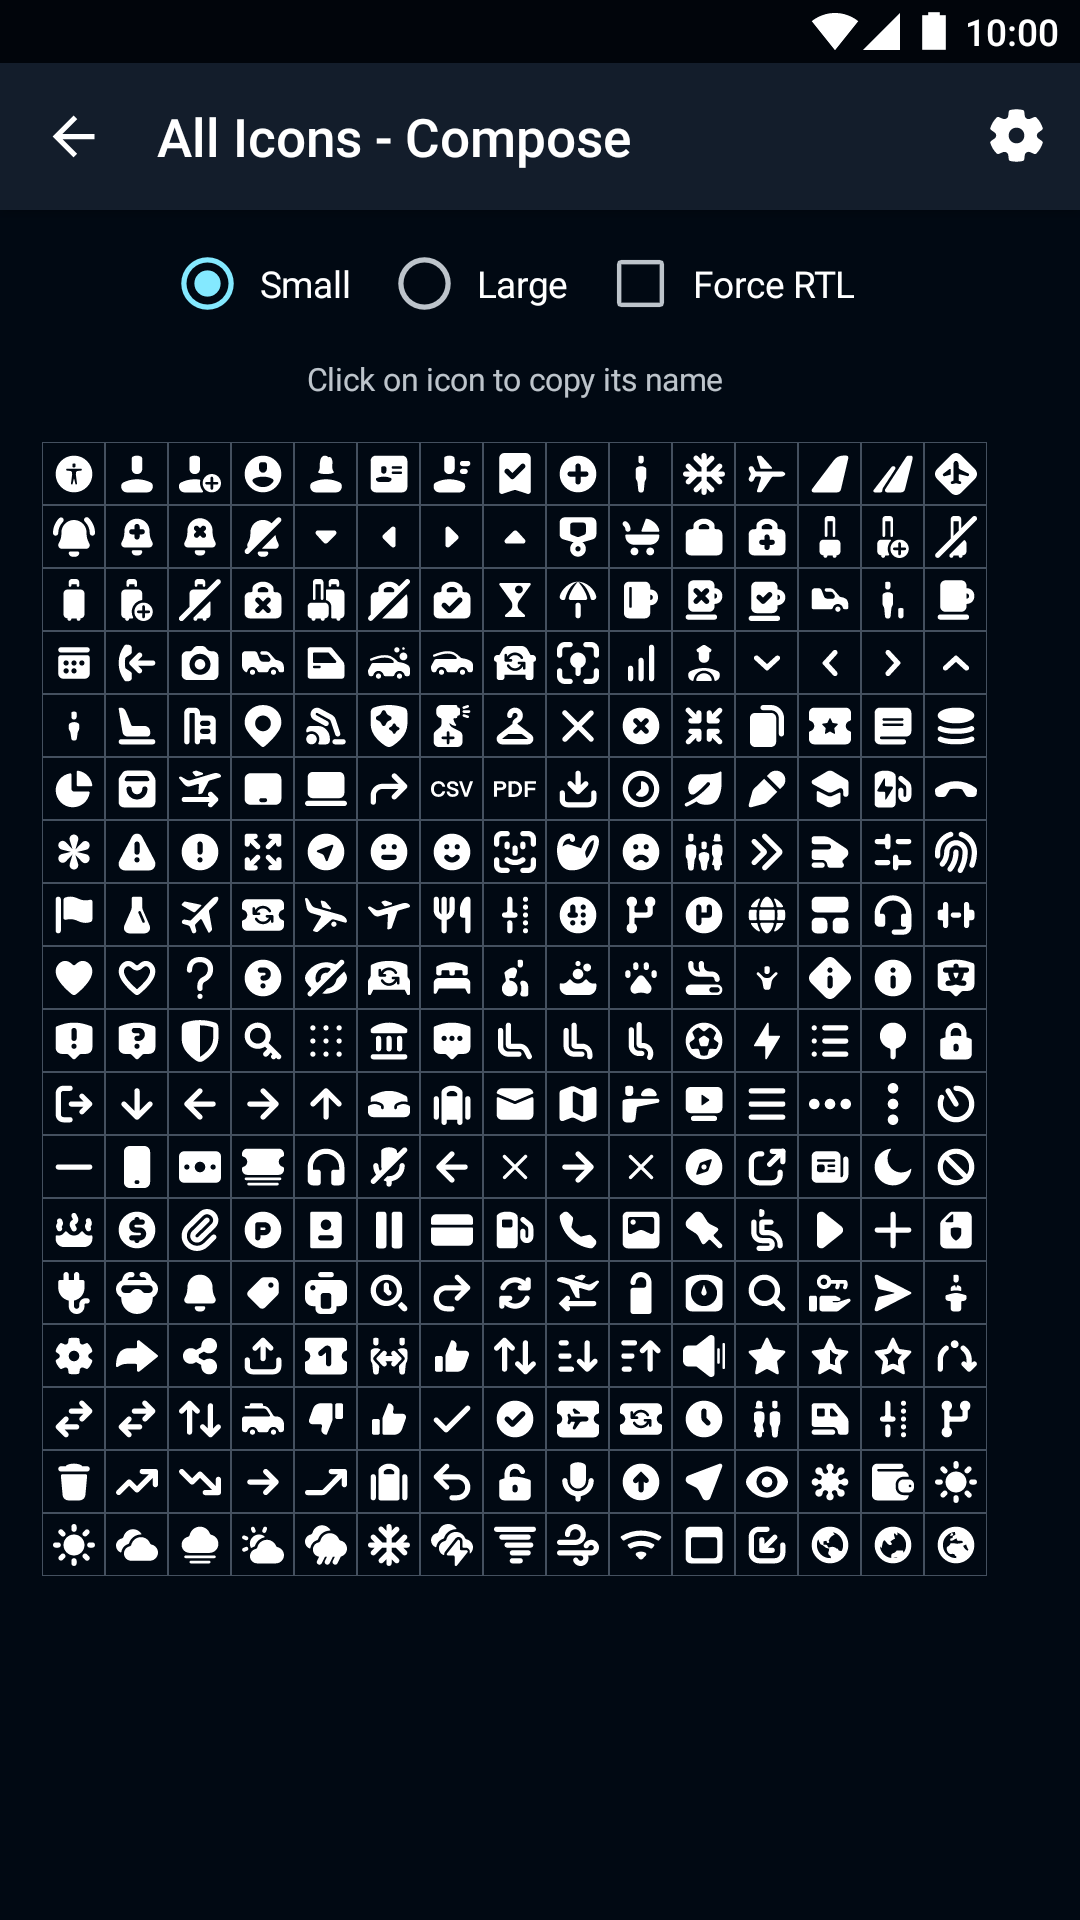 10:00
All Icons - Compose
Small Large Force RTL
Click on icon to copy its name
CSV PDF